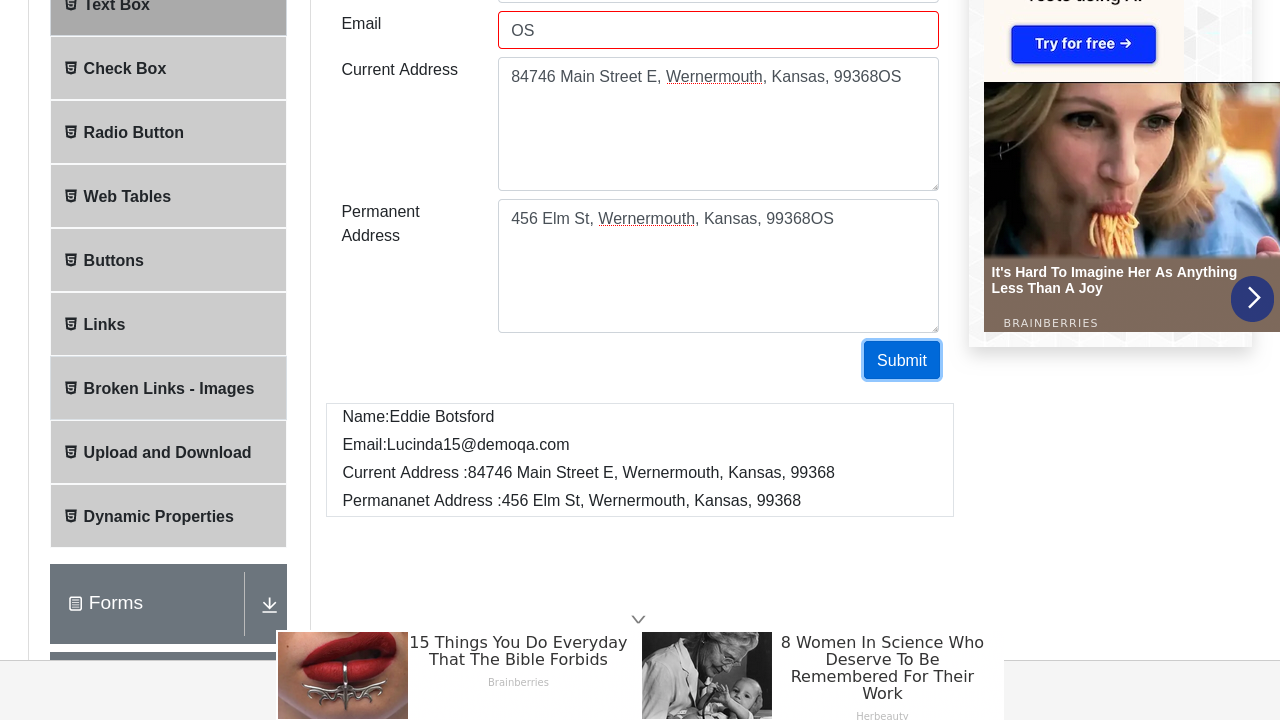 Text Box
Check Box
Radio Button
Web Tables
Buttons
Links
Broken Links - Images
Upload and Download
Dynamic Properties
Forms
Email
OS
Current Address
84746 Main Street E, Wernermouth, Kansas, 99368OS
Permanent
Address
456 Elm St, Wernermouth, Kansas, 99368OS
Submit
Name:Eddie Botsford
Email:Lucinda15@demoqa.com
Current Address :84746 Main Street E, Wernermouth, Kansas, 99368
Permananet Address :456 Elm St, Wernermouth, Kansas, 99368
Try for free →
It's Hard To Imagine Her As Anything
Less Than A Joy
BRAINBERRIES
15 Things You Do Everyday
That The Bible Forbids
Brainberries
8 Women In Science Who
Deserve To Be
Remembered For Their
Work
Herbeauty